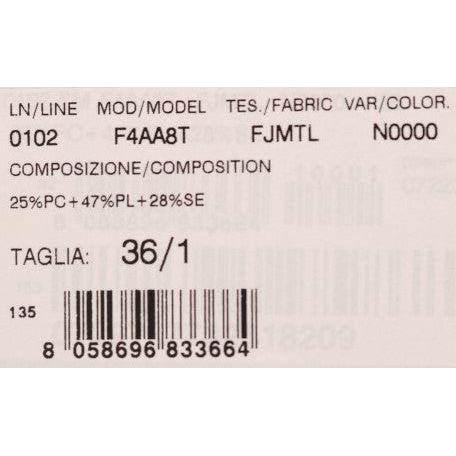 LN/LINE MOD/MODEL TES./FABRIC VAR/COLOR.
0102 F4AA8T FJMTL N0000
COMPOSIZIONE/COMPOSITION
25%PC+47%PL+28%SE
TAGLIA: 36/1
135
8 058696 833664
18209